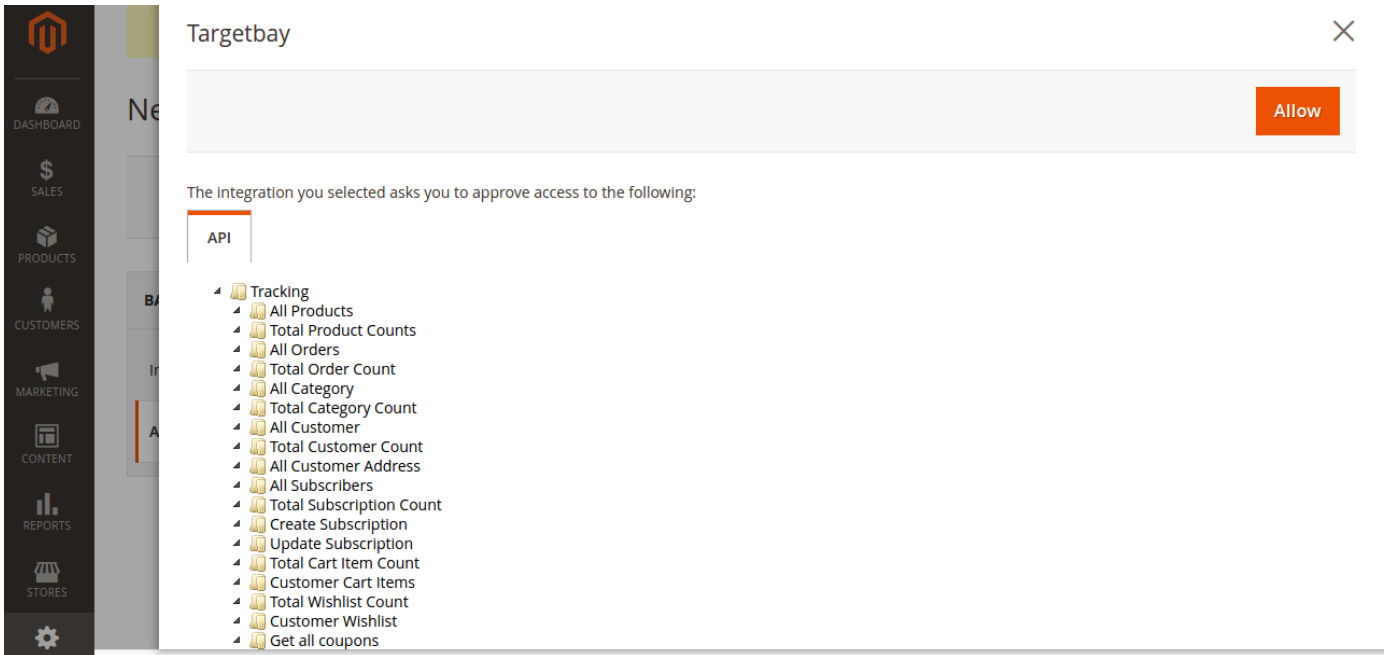 Targetbay
Allow
The integration you selected asks you to approve access to the following:
API
Tracking
All Products
Total Product Counts
All Orders
Total Order Count
All Category
Total Category Count
All Customer
Total Customer Count
All Customer Address
All Subscribers
Total Subscription Count
Create Subscription
Update Subscription
Total Cart Item Count
Customer Cart Items
Total Wishlist Count
Customer Wishlist
Get all coupons
DASHBOARD
$
SALES
PRODUCTS
CUSTOMERS
MARKETING
CONTENT
REPORTS
STORES
Ne
BA
In
A